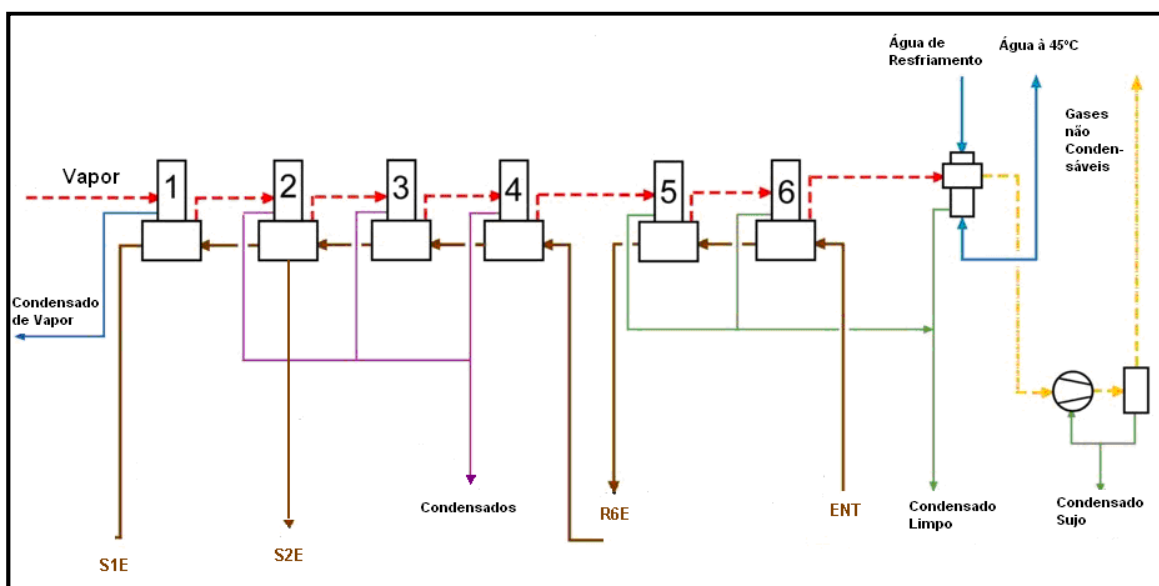 Água de
Resfriamento
Água à 45ºC
Gases
não
Conden-
sáveis
Vapor
1
2
3
4
5
6
Condensado
de Vapor
Condensados
R6E
ENT
Condensado
Limpo
Condensado
Sujo
S1E
S2E